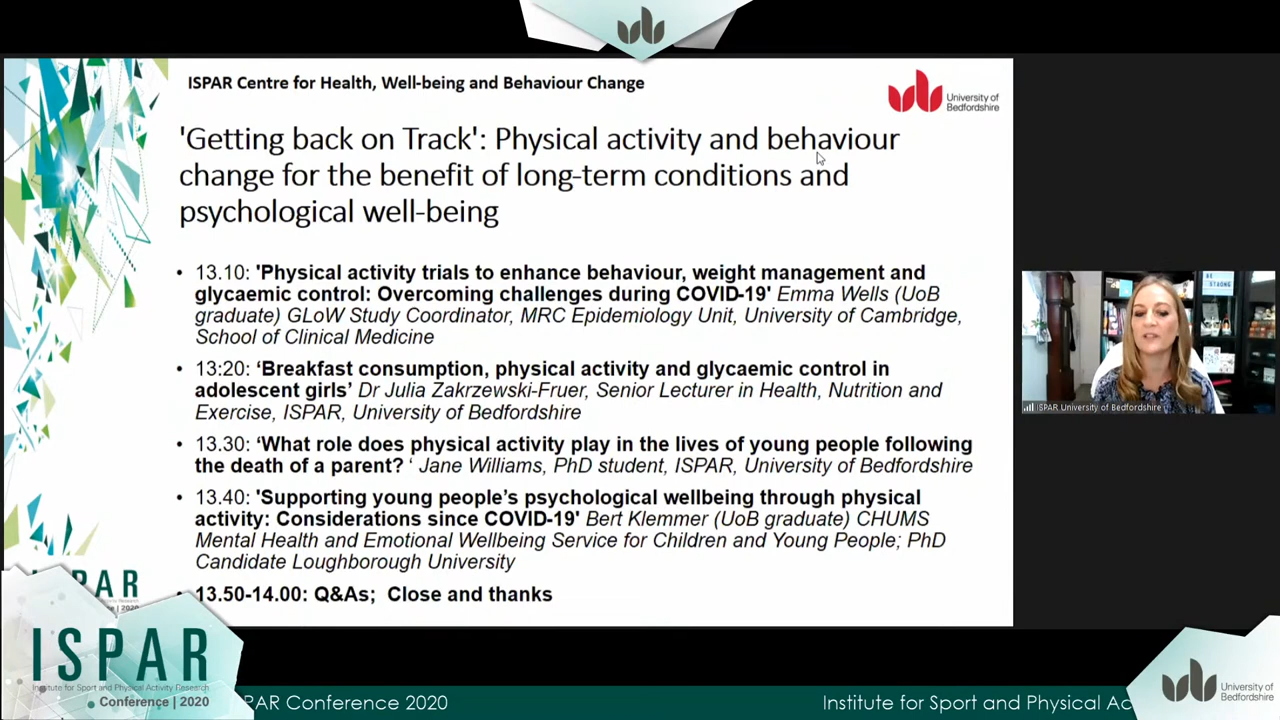 ISPAR Centre for Health, Well-being and Behaviour Change
University of
Bedfordshire
'Getting back on Track': Physical activity and behaviour
change for the benefit of long-term conditions and
psychological well-being
• 13.10: 'Physical activity trials to enhance behaviour, weight management and
glycaemic control: Overcoming challenges during COVID-19' Emma Wells (UoB
graduate) GLoW Study Coordinator, MRC Epidemiology Unit, University of Cambridge,
School of Clinical Medicine
• 13:20: ‘Breakfast consumption, physical activity and glycaemic control in
adolescent girls’ Dr Julia Zakrzewski-Fruer, Senior Lecturer in Health, Nutrition and
Exercise, ISPAR, University of Bedfordshire
• 13.30: ‘What role does physical activity play in the lives of young people following
the death of a parent? ‘ Jane Williams, PhD student, ISPAR, University of Bedfordshire
• 13.40: 'Supporting young people’s psychological wellbeing through physical
activity: Considerations since COVID-19' Bert Klemmer (UoB graduate) CHUMS
Mental Health and Emotional Wellbeing Service for Children and Young People; PhD
Candidate Loughborough University
• 13.50-14.00: Q&As; Close and thanks
STRONG
ISPAR University of Bedfordshire
PAR
| 2020
ISPAR
Institute for Sport and Physical Activity Research
Conference | 2020
PAR Conference 2020
Institute for Sport and Physical Ac
University of
Bedfordshire